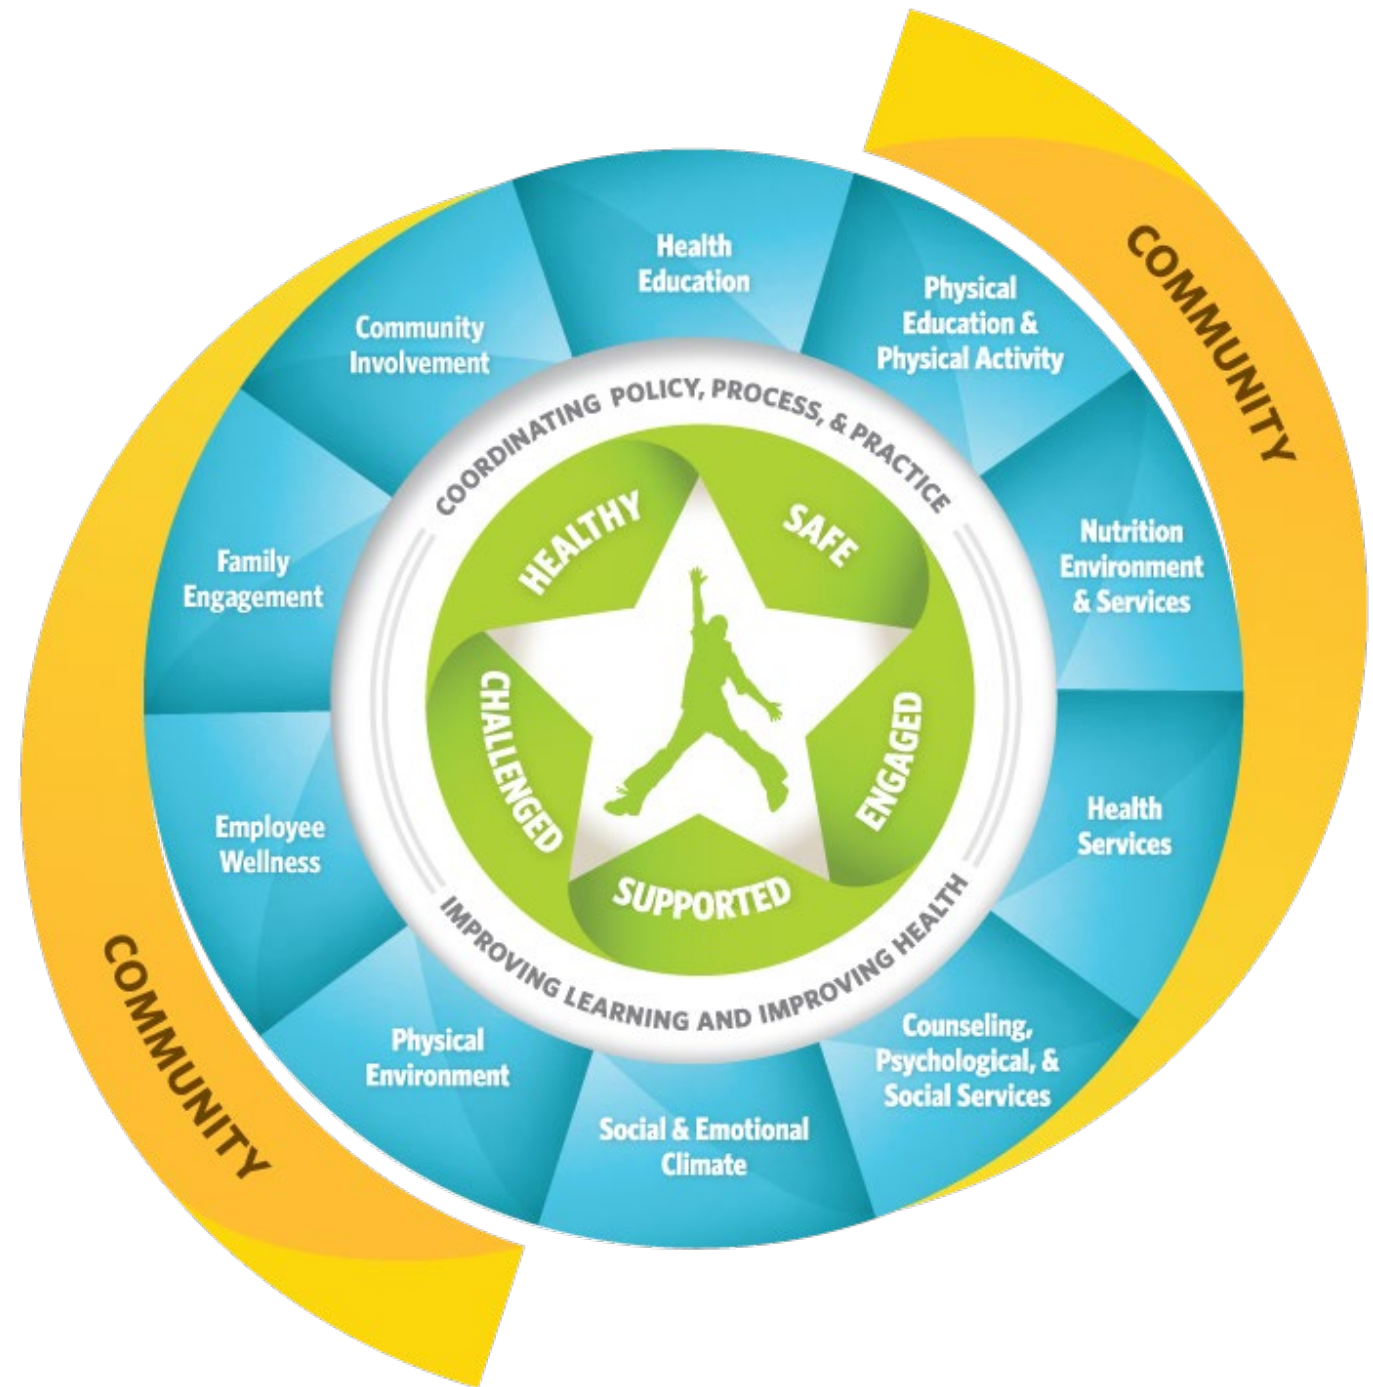 COMMUNITY
Health
Education
Physical
Education &
Physical Activity
Nutrition
Environment
& Services
Health
Services
Counseling,
Psychological, &
Social Services
Social & Emotional
Climate
Physical
Environment
Employee
Wellness
Family
Engagement
Community
Involvement
COORDINATING POLICY, PROCESS, & PRACTICE
IMPROVING LEARNING AND IMPROVING HEALTH
HEALTHY
SAFE
ENGAGED
SUPPORTED
CHALLENGED
COMMUNITY